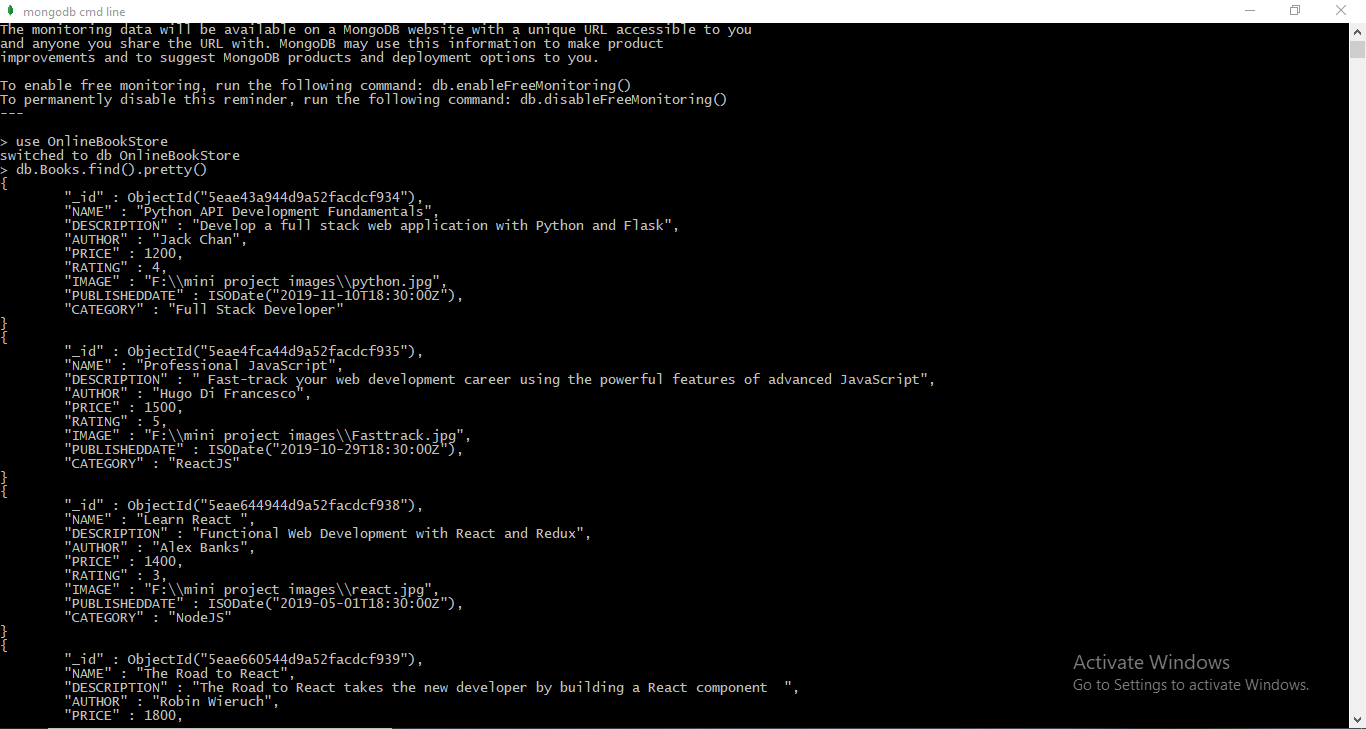 mongodb cmd line
The monitoring data will be available on a MongoDB website with a unique URL accessible to you
and anyone you share the URL with. MongoDB may use this information to make product
improvements and to suggest MongoDB products and deployment options to you.
To enable free monitoring, run the following command: db.enableFreeMonitoring()
To permanently disable this reminder, run the following command: db.disableFreeMonitoring()
---
> use OnlineBookStore
switched to db OnlineBookStore
> db.Books.find().pretty()
{
"_id" : ObjectId("5eae43a944d9a52facdcf934"),
"NAME" : "Python API Development Fundamentals",
"DESCRIPTION" : "Develop a full stack web application with Python and Flask",
"AUTHOR" : "Jack Chan",
"PRICE" : 1200,
"RATING" : 4,
"IMAGE" : "F:\\mini project images\\python.jpg",
"PUBLISHEDDATE" : ISODate("2019-11-10T18:30:00Z"),
"CATEGORY" : "Full Stack Developer"
}
{
"_id" : ObjectId("5eae4fca44d9a52facdcf935"),
"NAME" : "Professional JavaScript",
"DESCRIPTION" : " Fast-track your web development career using the powerful features of advanced JavaScript",
"AUTHOR" : "Hugo Di Francesco",
"PRICE" : 1500,
"RATING" : 5,
"IMAGE" : "F:\\mini project images\\Fasttrack.jpg",
"PUBLISHEDDATE" : ISODate("2019-10-29T18:30:00Z"),
"CATEGORY" : "ReactJS"
}
{
"_id" : ObjectId("5eae644944d9a52facdcf938"),
"NAME" : "Learn React ",
"DESCRIPTION" : "Functional Web Development with React and Redux",
"AUTHOR" : "Alex Banks",
"PRICE" : 1400,
"RATING" : 3,
"IMAGE" : "F:\\mini project images\\react.jpg",
"PUBLISHEDDATE" : ISODate("2019-05-01T18:30:00Z"),
"CATEGORY" : "NodeJS"
}
{
"_id" : ObjectId("5eae660544d9a52facdcf939"),
"NAME" : "The Road to React",
"DESCRIPTION" : "The Road to React takes the new developer by building a React component  ",
"AUTHOR" : "Robin Wieruch",
"PRICE" : 1800,
Activate Windows
Go to Settings to activate Windows.